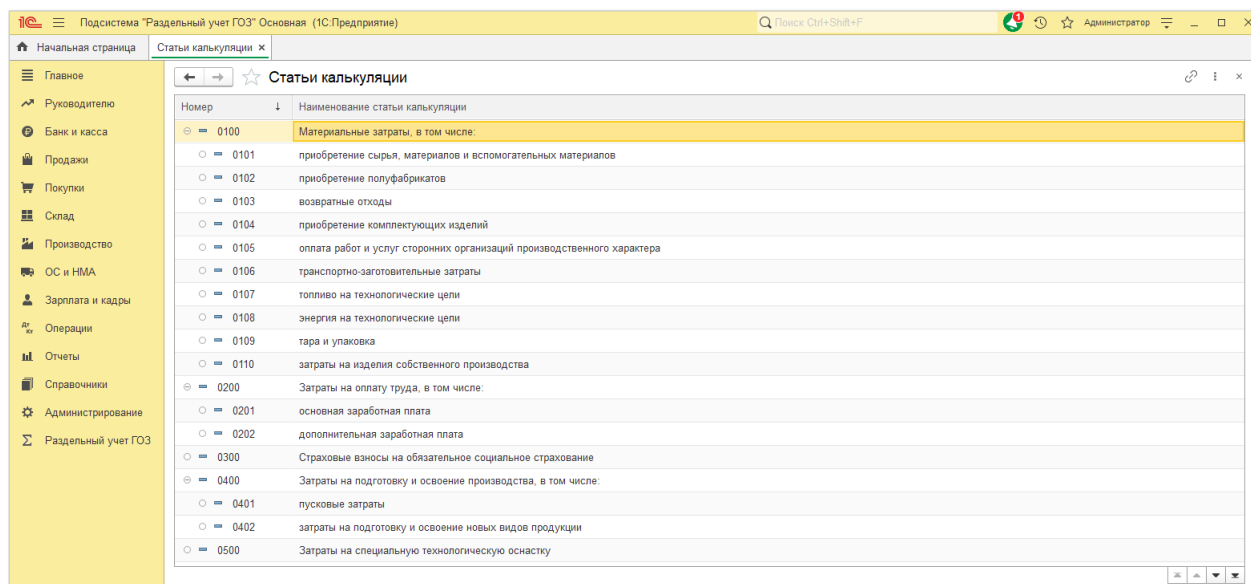 1С Подсистема "Раздельный учет ГОЗ" Основная (1С:Предприятие) Поиск Ctrl+Shift+F 1 Администратор
Начальная страница Статьи калькуляции ×
Главное
Руководителю
Банк и касса
Продажи
Покупки
Склад
Производство
ОС и НМА
Зарплата и кадры
Дт Кт Операции
Отчеты
Справочники
Администрирование
Раздельный учет ГОЗ
Статьи калькуляции
Номер ↓ Наименование статьи калькуляции
0100 Материальные затраты, в том числе:
0101 приобретение сырья, материалов и вспомогательных материалов
0102 приобретение полуфабрикатов
0103 возвратные отходы
0104 приобретение комплектующих изделий
0105 оплата работ и услуг сторонних организаций производственного характера
0106 транспортно-заготовительные затраты
0107 топливо на технологические цели
0108 энергия на технологические цели
0109 тара и упаковка
0110 затраты на изделия собственного производства
0200 Затраты на оплату труда, в том числе:
0201 основная заработная плата
0202 дополнительная заработная плата
0300 Страховые взносы на обязательное социальное страхование
0400 Затраты на подготовку и освоение производства, в том числе:
0401 пусковые затраты
0402 затраты на подготовку и освоение новых видов продукции
0500 Затраты на специальную технологическую оснастку